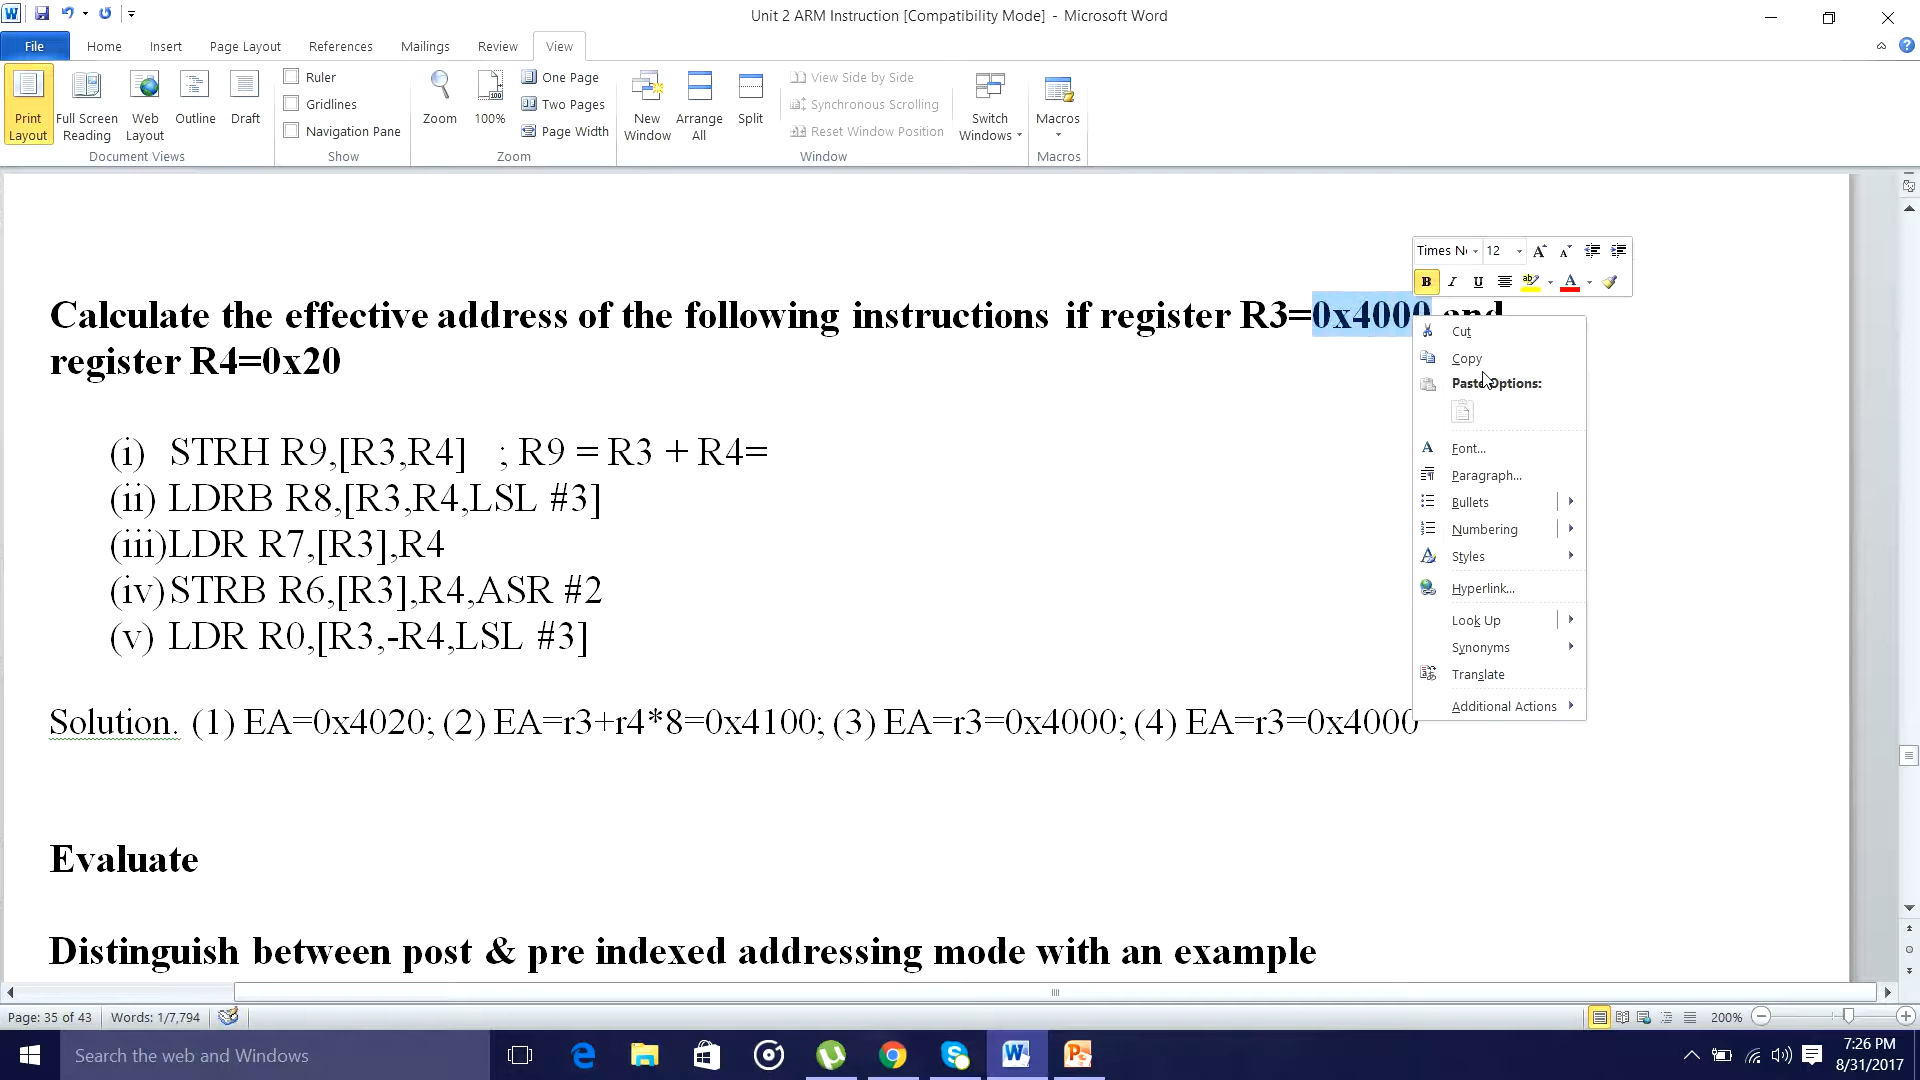 Unit 2 ARM Instruction [Compatibility Mode] - Microsoft Word
File Home Insert Page Layout References Mailings Review View
Print Layout
Full Screen Reading
Web Layout
Outline
Draft
Document Views
Ruler
Gridlines
Navigation Pane
Show
Zoom
100%
One Page
Two Pages
Page Width
Zoom
New Window
Arrange All
Split
View Side by Side
Synchronous Scrolling
Reset Window Position
Window
Switch Windows
Macros
Macros
Times N 12
Calculate the effective address of the following instructions if register R3=0x4000 and
register R4=0x20
(i) STRH R9,[R3,R4] ; R9 = R3 + R4=
(ii) LDRB R8,[R3,R4,LSL #3]
(iii)LDR R7,[R3],R4
(iv)STRB R6,[R3],R4,ASR #2
(v) LDR R0,[R3,-R4,LSL #3]
Solution. (1) EA=0x4020; (2) EA=r3+r4*8=0x4100; (3) EA=r3=0x4000; (4) EA=r3=0x4000
Evaluate
Distinguish between post & pre indexed addressing mode with an example
Cut
Copy
Paste Options:
Font...
Paragraph...
Bullets
Numbering
Styles
Hyperlink...
Look Up
Synonyms
Translate
Additional Actions
Page: 35 of 43 Words: 1/7,794 200%
Search the web and Windows
7:26 PM
8/31/2017